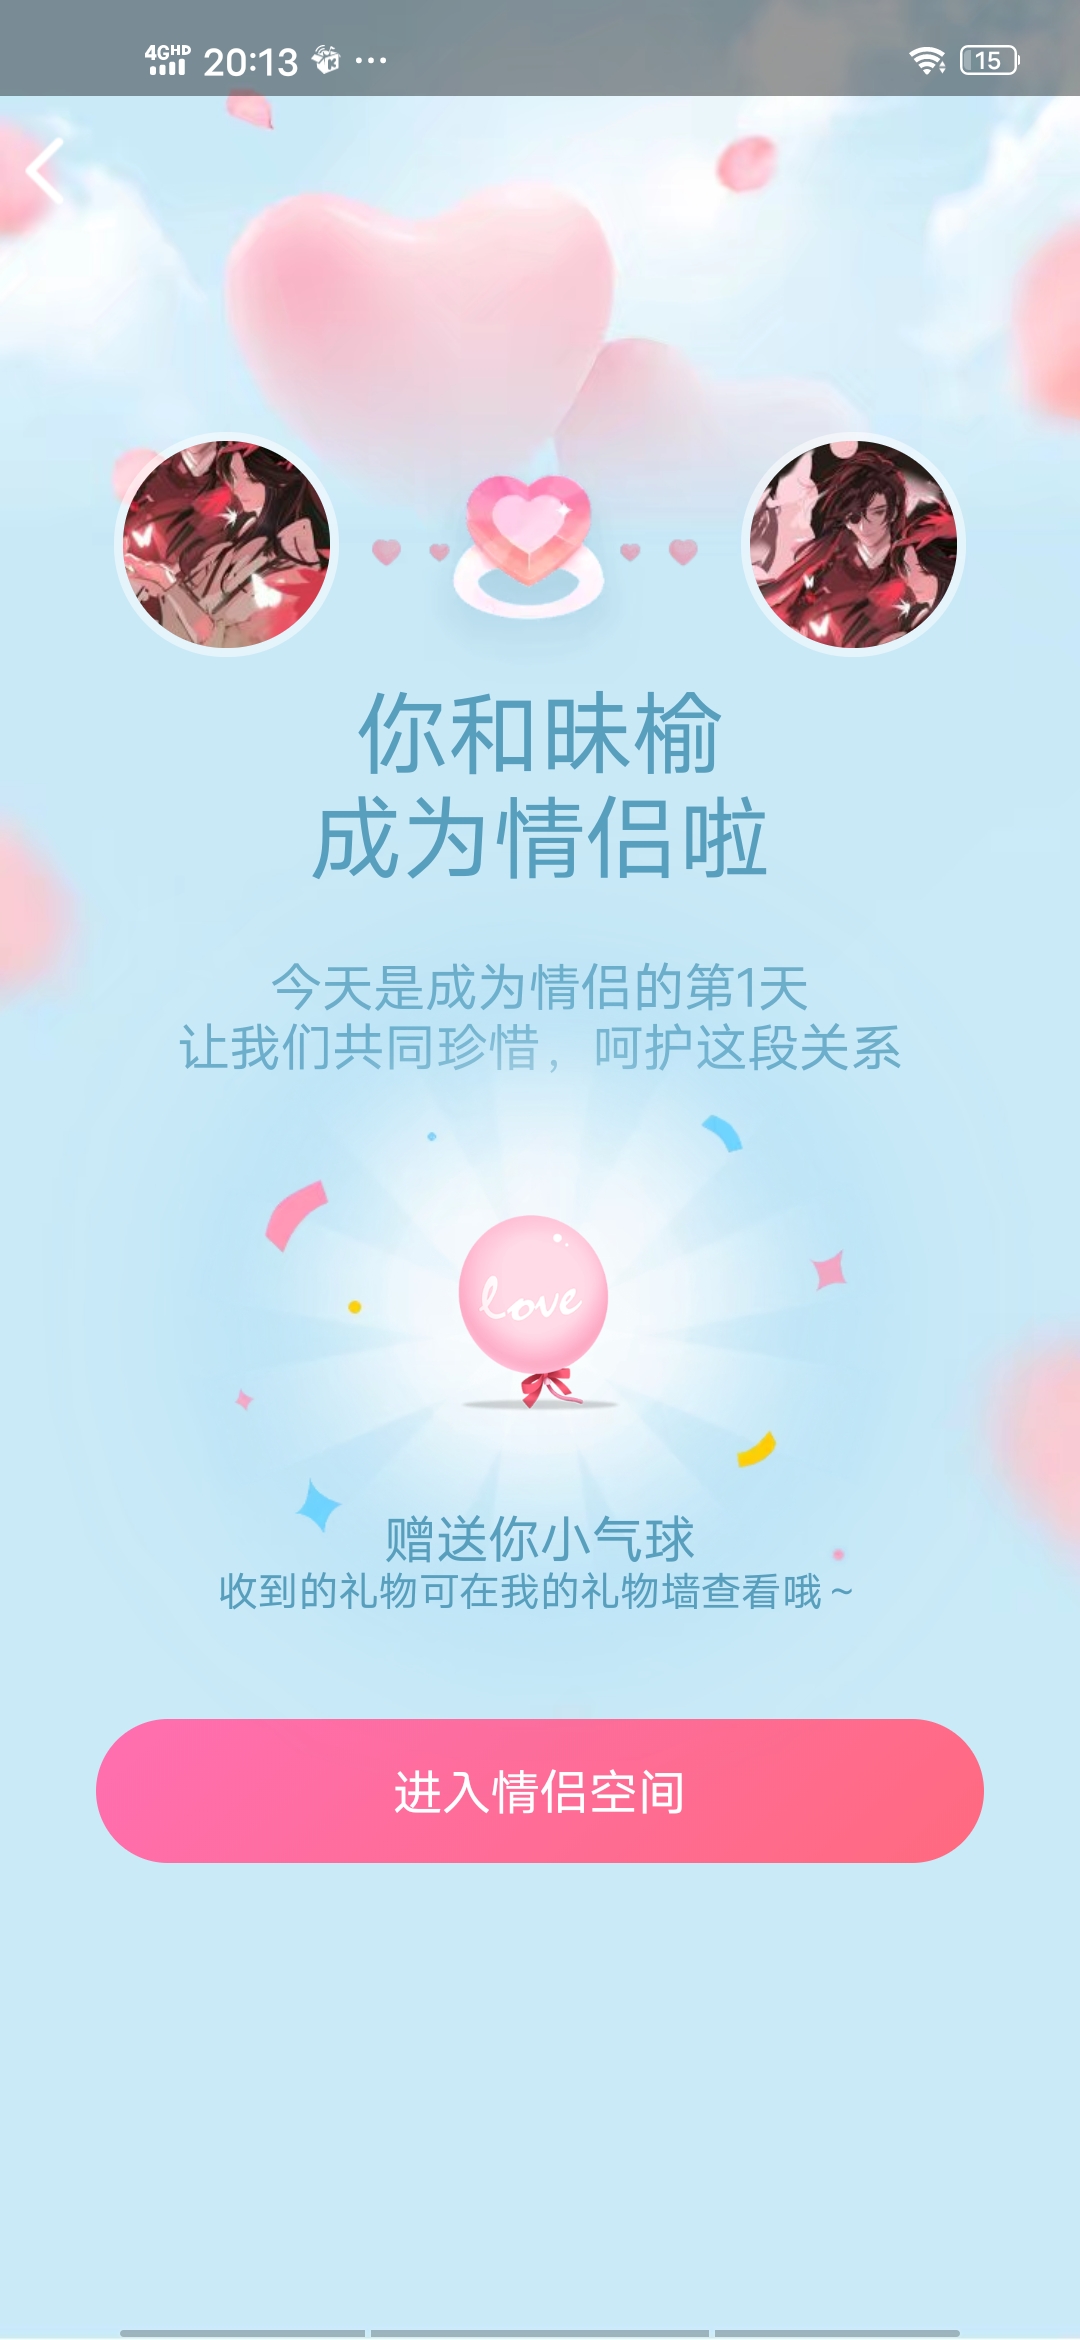 4GHD 20:13 ... 15
你和昧榆
成为情侣啦
今天是成为情侣的第1天
让我们共同珍惜，呵护这段关系
love
赠送你小气球
收到的礼物可在我的礼物墙查看哦～
进入情侣空间